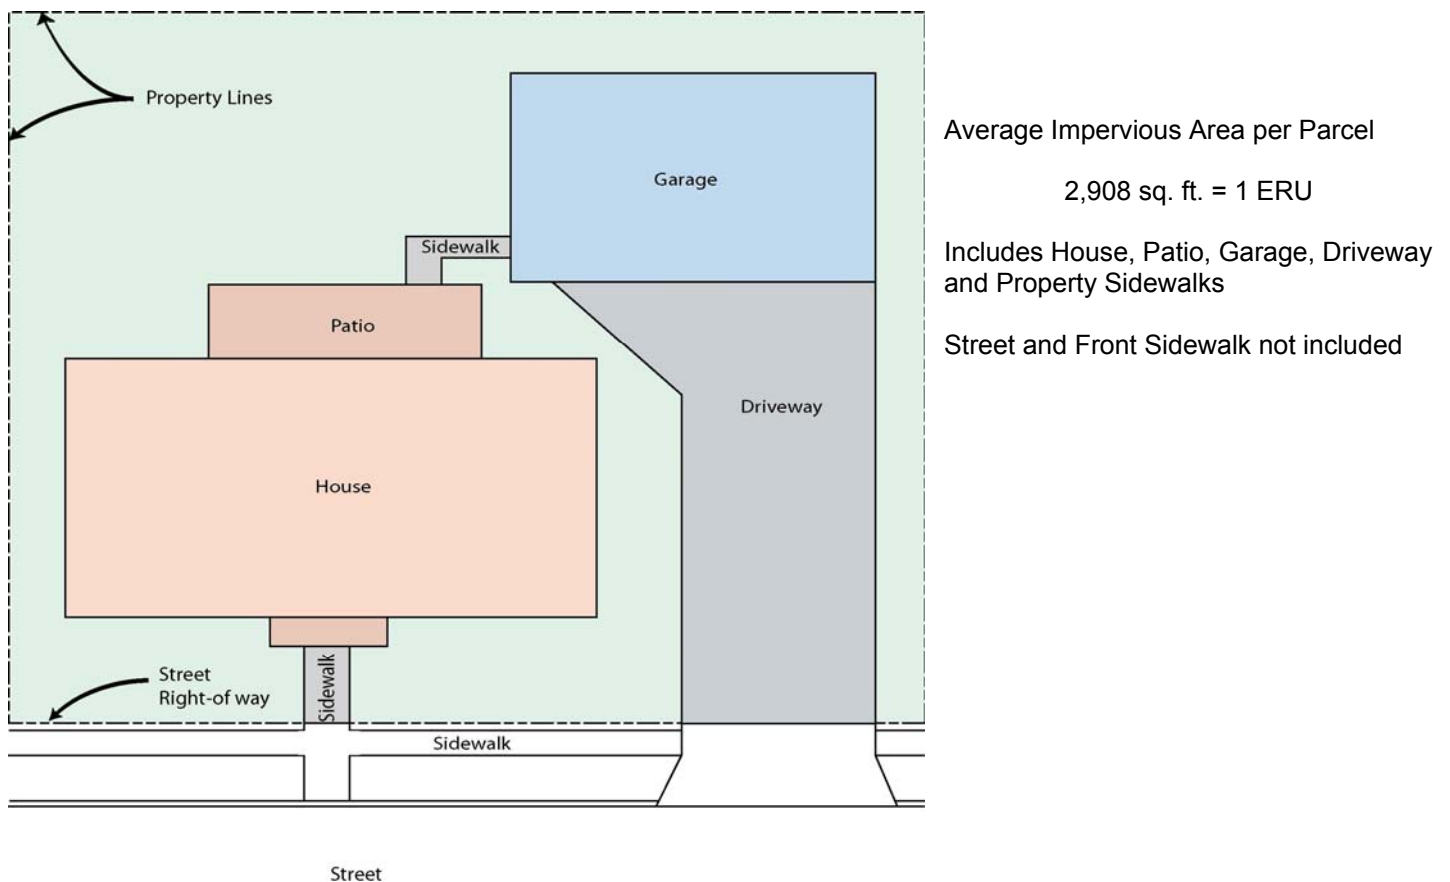 Property Lines
Garage
Sidewalk
Patio
Driveway
House
Sidewalk
Street
Right-of way
Sidewalk
Street
Average Impervious Area per Parcel
2,908 sq. ft. = 1 ERU
Includes House, Patio, Garage, Driveway
and Property Sidewalks
Street and Front Sidewalk not included